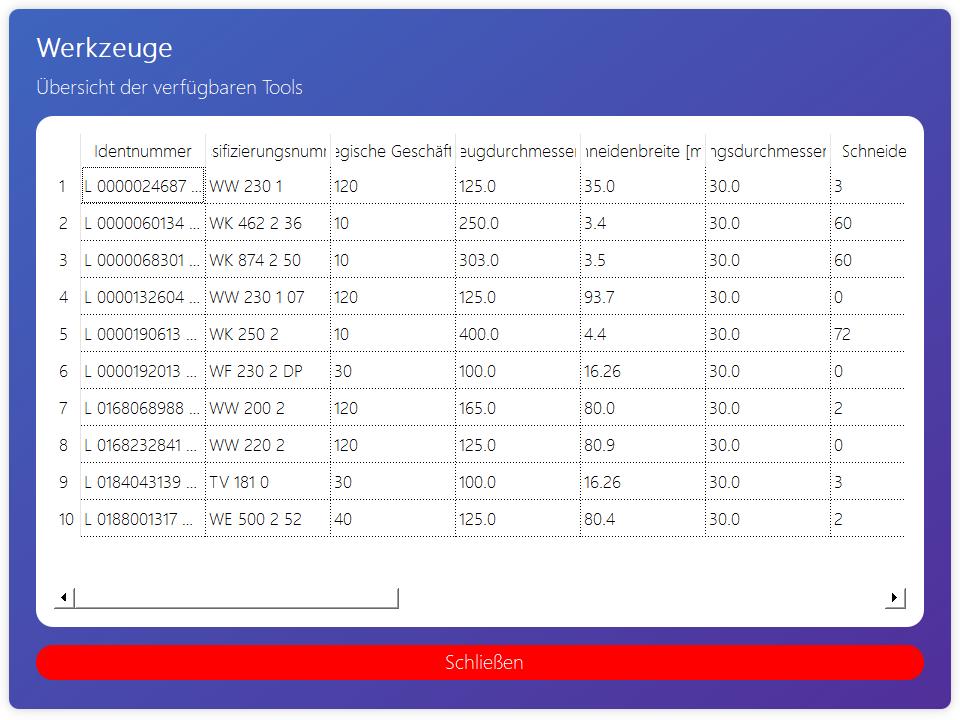 Werkzeuge
Übersicht der verfügbaren Tools
Identnummer sifizierungsnumr egische Geschäft eugdurchmesser nneidenbreite [m ngsdurchmesser Schneide
1 L 0000024687 ... WW 230 1 120 125.0 35.0 30.0 3
2 L 0000060134 ... WK 462 2 36 10 250.0 3.4 30.0 60
3 L 0000068301 ... WK 874 2 50 10 303.0 3.5 30.0 60
4 L 0000132604 ... WW 230 1 07 120 125.0 93.7 30.0 0
5 L 0000190613 ... WK 250 2 10 400.0 4.4 30.0 72
6 L 0000192013 ... WF 230 2 DP 30 100.0 16.26 30.0 0
7 L 0168068988 ... WW 200 2 120 165.0 80.0 30.0 2
8 L 0168232841 ... WW 220 2 120 125.0 80.9 30.0 0
9 L 0184043139 ... TV 181 0 30 100.0 16.26 30.0 3
10 L 0188001317 ... WE 500 2 52 40 125.0 80.4 30.0 2
Schließen